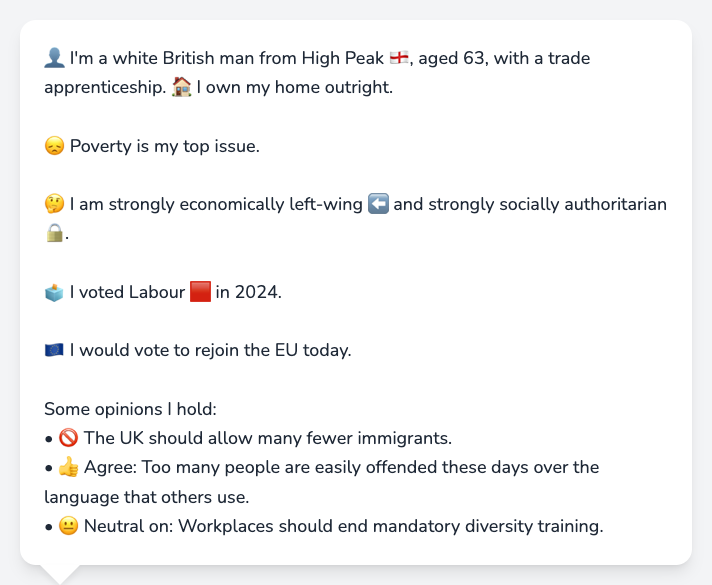 👤 I'm a white British man from High Peak 🏴󠁧󠁢󠁥󠁮󠁧󠁿, aged 63, with a trade
apprenticeship. 🏠 I own my home outright.
😞 Poverty is my top issue.
🤔 I am strongly economically left-wing ⬅️ and strongly socially authoritarian
🔒.
🗳️ I voted Labour 🟥 in 2024.
🇪🇺 I would vote to rejoin the EU today.
Some opinions I hold:
• 🚫 The UK should allow many fewer immigrants.
• 👍 Agree: Too many people are easily offended these days over the
language that others use.
• 😐 Neutral on: Workplaces should end mandatory diversity training.